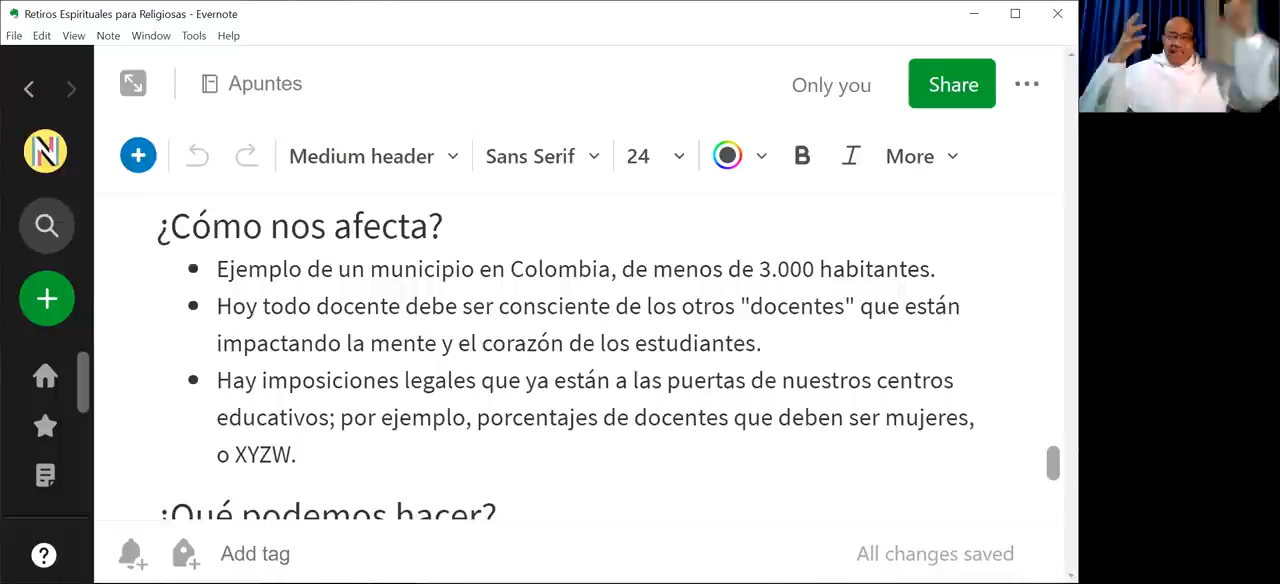 Retiros Espirituales para Religiosas - Evernote
File Edit View Note Window Tools Help
Apuntes
Only you
Share
Medium header
Sans Serif
24
B
I
More
¿Cómo nos afecta?
Ejemplo de un municipio en Colombia, de menos de 3.000 habitantes.
Hoy todo docente debe ser consciente de los otros "docentes" que están
impactando la mente y el corazón de los estudiantes.
Hay imposiciones legales que ya están a las puertas de nuestros centros
educativos; por ejemplo, porcentajes de docentes que deben ser mujeres,
o XYZW.
¿Qué podemos hacer?
Add tag
All changes saved